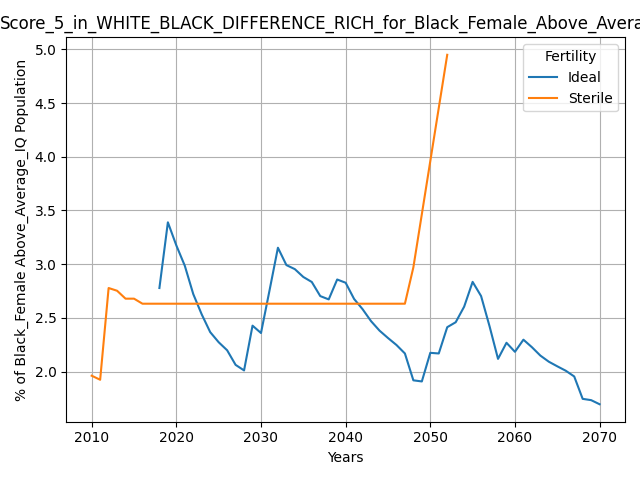 Score_5_in_WHITE_BLACK_DIFFERENCE_RICH_for_Black_Female_Above_Avera
% of Black_Female Above_Average_IQ Population
5.0
4.5
4.0
3.5
3.0
2.5
2.0
Fertility
Ideal
Sterile
2010 2020 2030 2040 2050 2060 2070
Years